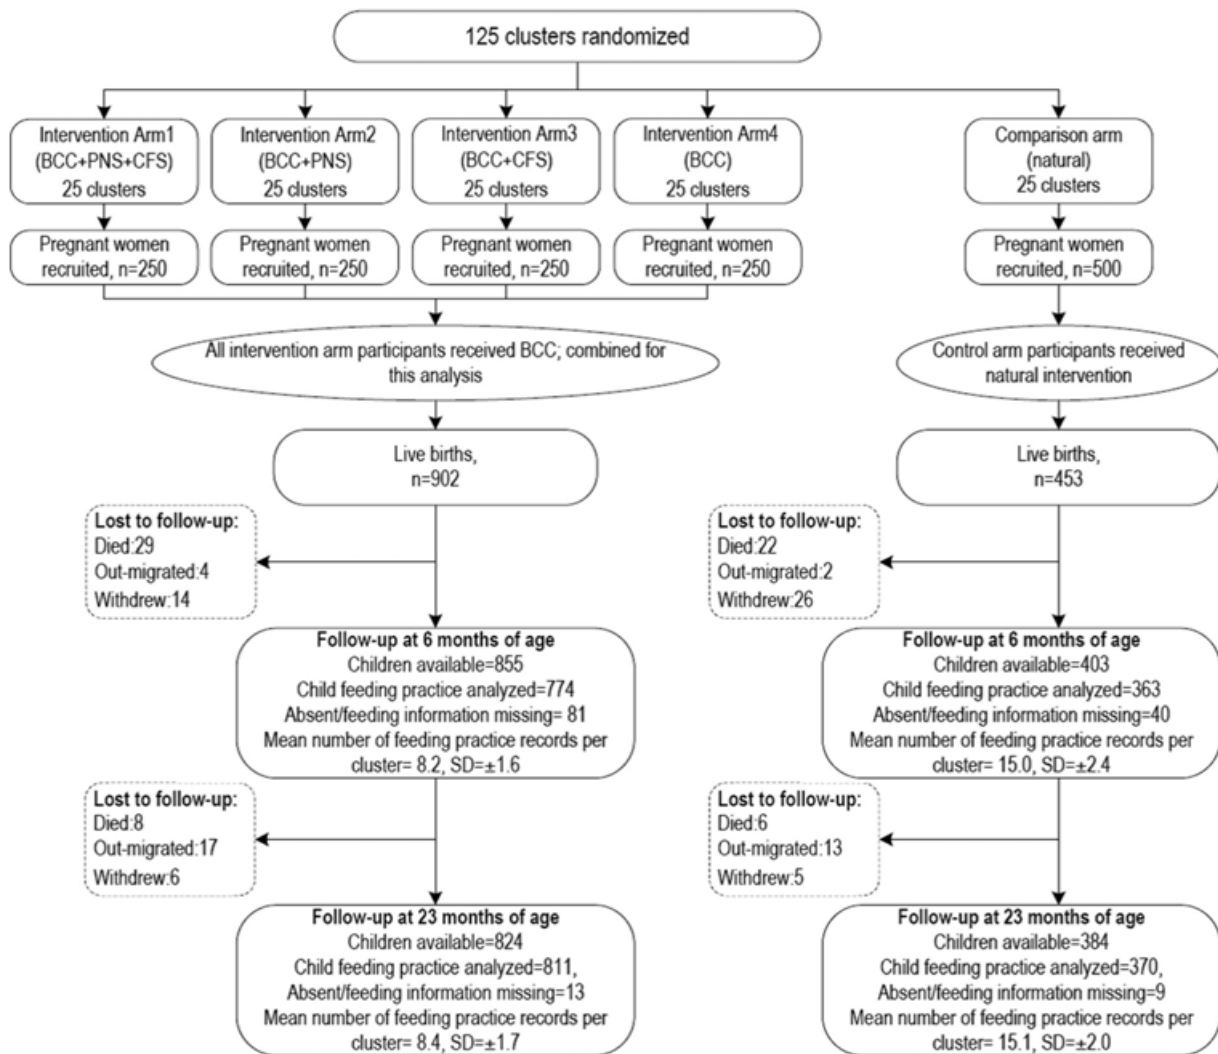 125 clusters randomized
Intervention Arm1
(BCC+PNS+CFS)
25 clusters
Intervention Arm2
(BCC+PNS)
25 clusters
Intervention Arm3
(BCC+CFS)
25 clusters
Intervention Arm4
(BCC)
25 clusters
Comparison arm
(natural)
25 clusters
Pregnant women
recruited, n=250
Pregnant women
recruited, n=250
Pregnant women
recruited, n=250
Pregnant women
recruited, n=250
Pregnant women
recruited, n=500
All intervention arm participants received BCC; combined for
this analysis
Control arm participants received
natural intervention
Live births,
n=902
Live births,
n=453
Lost to follow-up:
Died:29
Out-migrated:4
Withdrew:14
Lost to follow-up:
Died:22
Out-migrated:2
Withdrew:26
Follow-up at 6 months of age
Children available=855
Child feeding practice analyzed=774
Absent/feeding information missing= 81
Mean number of feeding practice records per
cluster= 8.2, SD=±1.6
Follow-up at 6 months of age
Children available=403
Child feeding practice analyzed=363
Absent/feeding information missing=40
Mean number of feeding practice records per
cluster= 15.0, SD=±2.4
Lost to follow-up:
Died:8
Out-migrated:17
Withdrew:6
Lost to follow-up:
Died:6
Out-migrated:13
Withdrew:5
Follow-up at 23 months of age
Children available=824
Child feeding practice analyzed=811,
Absent/feeding information missing=13
Mean number of feeding practice records per
cluster= 8.4, SD=±1.7
Follow-up at 23 months of age
Children available=384
Child feeding practice analyzed=370,
Absent/feeding information missing=9
Mean number of feeding practice records per
cluster= 15.1, SD=±2.0